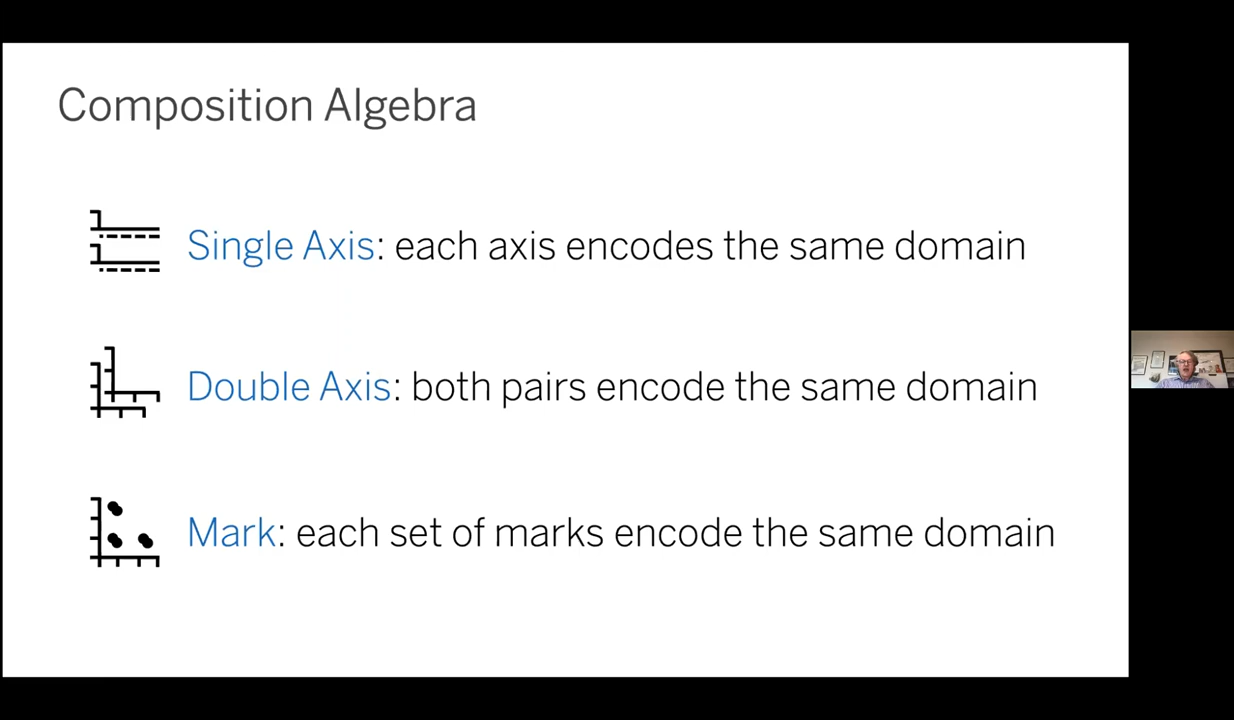 Composition Algebra
Single Axis: each axis encodes the same domain
Double Axis: both pairs encode the same domain
Mark: each set of marks encode the same domain